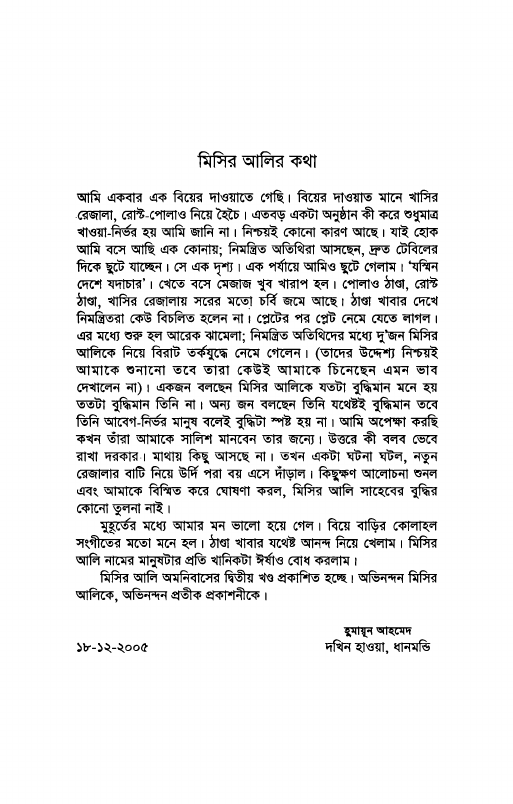 মিসির আলির কথা
আমি একবার এক বিয়ের দাওয়াতে গেছি। বিয়ের দাওয়াত মানে খাসির
রেজালা, রোস্ট-পোলাও নিয়ে হৈচৈ। এতবড় একটা অনুষ্ঠান কী করে শুধুমাত্র
খাওয়া-নির্ভর হয় আমি জানি না। নিশ্চয়ই কোনো কারণ আছে। যাই হোক
আমি বসে আছি এক কোনায়; নিমন্ত্রিত অতিথিরা আসছেন, দ্রুত টেবিলের
দিকে ছুটে যাচ্ছেন। সে এক দৃশ্য। এক পর্যায়ে আমিও ছুটে গেলাম। ‘যস্মিন
দেশে যদাচার’। খেতে বসে মেজাজ খুব খারাপ হল। পোলাও ঠাণ্ডা, রোস্ট
ঠাণ্ডা, খাসির রেজালায় সরের মতো চর্বি জমে আছে। ঠাণ্ডা খাবার দেখে
নিমন্ত্রিতরা কেউ বিচলিত হলেন না। প্লেটের পর প্লেট নেমে যেতে লাগল।
এর মধ্যে শুরু হল আরেক ঝামেলা; নিমন্ত্রিত অতিথিদের মধ্যে দু’জন মিসির
আলিকে নিয়ে বিরাট তর্কযুদ্ধে নেমে গেলেন। (তাদের উদ্দেশ্য নিশ্চয়ই
আমাকে শুনানো তবে তারা কেউই আমাকে চিনেছেন এমন ভাব
দেখালেন না)। একজন বলছেন মিসির আলিকে যতটা বুদ্ধিমান মনে হয়
ততটা বুদ্ধিমান তিনি না। অন্য জন বলছেন তিনি যথেষ্টই বুদ্ধিমান তবে
তিনি আবেগ-নির্ভর মানুষ বলেই বুদ্ধিটা স্পষ্ট হয় না। আমি অপেক্ষা করছি
কখন তাঁরা আমাকে সালিশ মানবেন তার জন্যে। উত্তরে কী বলব ভেবে
রাখা দরকার। মাথায় কিছু আসছে না। তখন একটা ঘটনা ঘটল, নতুন
রেজালার বাটি নিয়ে উর্দি পরা বয় এসে দাঁড়াল। কিছুক্ষণ আলোচনা শুনল
এবং আমাকে বিস্মিত করে ঘোষণা করল, মিসির আলি সাহেবের বুদ্ধির
কোনো তুলনা নাই।
মুহূর্তের মধ্যে আমার মন ভালো হয়ে গেল। বিয়ে বাড়ির কোলাহল
সংগীতের মতো মনে হল। ঠাণ্ডা খাবার যথেষ্ট আনন্দ নিয়ে খেলাম। মিসির
আলি নামের মানুষটার প্রতি খানিকটা ঈর্ষাও বোধ করলাম।
মিসির আলি অমনিবাসের দ্বিতীয় খণ্ড প্রকাশিত হচ্ছে। অভিনন্দন মিসির
আলিকে, অভিনন্দন প্রতীক প্রকাশনীকে।
হুমায়ূন আহমেদ
১৮-১২-২০০৫ দখিন হাওয়া, ধানমন্ডি